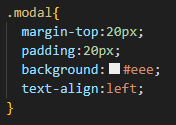 .modal{
margin-top:20px;
padding:20px;
background:#eee;
text-align:left;
}